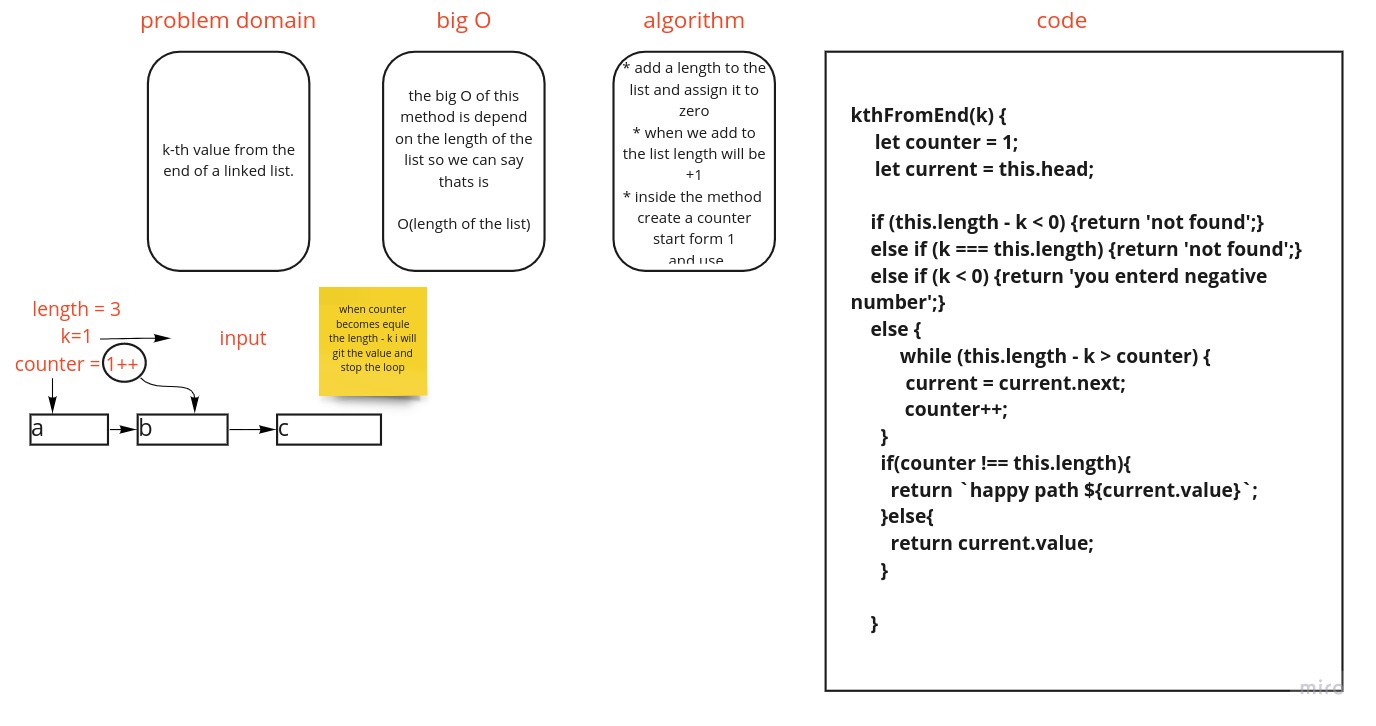 problem domain
big O
algorithm
code
k-th value from the
end of a linked list.
the big O of this
method is depend
on the length of the
list so we can say
thats is
O(length of the list)
* add a length to the
list and assign it to
zero
* when we add to
the list length will be
+1
* inside the method
create a counter
start form 1
and use
kthFromEnd(k) {
let counter = 1;
let current = this.head;
if (this.length - k < 0) {return 'not found';}
else if (k === this.length) {return 'not found';}
else if (k < 0) {return 'you enterd negative
number';}
else {
while (this.length - k > counter) {
current = current.next;
counter++;
}
if(counter !== this.length){
return `happy path ${current.value}`;
}else{
return current.value;
}
}
length = 3
k=1
input
counter = 1++
when counter
becomes equle
the length - k i will
git the value and
stop the loop
a
b
c
miro